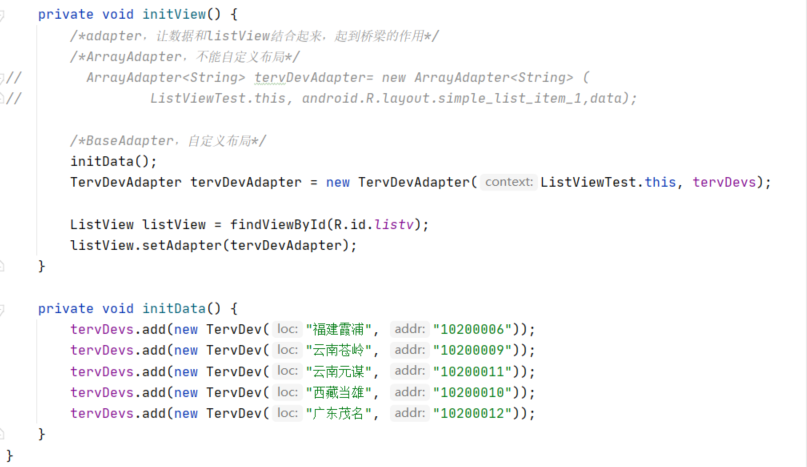 private void initView() {
/*adapter，让数据和listView结合起来，起到桥梁的作用*/
/*ArrayAdapter，不能自定义布局*/
// ArrayAdapter<String> tervDevAdapter= new ArrayAdapter<String> (
// ListViewTest.this, android.R.layout.simple_list_item_1,data);
/*BaseAdapter，自定义布局*/
initData();
TervDevAdapter tervDevAdapter = new TervDevAdapter( context: ListViewTest.this, tervDevs);
ListView listView = findViewById(R.id.listv);
listView.setAdapter(tervDevAdapter);
}
private void initData() {
tervDevs.add(new TervDev( loc: "福建霞浦", addr: "10200006"));
tervDevs.add(new TervDev( loc: "云南苍岭", addr: "10200009"));
tervDevs.add(new TervDev( loc: "云南元谋", addr: "10200011"));
tervDevs.add(new TervDev( loc: "西藏当雄", addr: "10200010"));
tervDevs.add(new TervDev( loc: "广东茂名", addr: "10200012"));
}
}